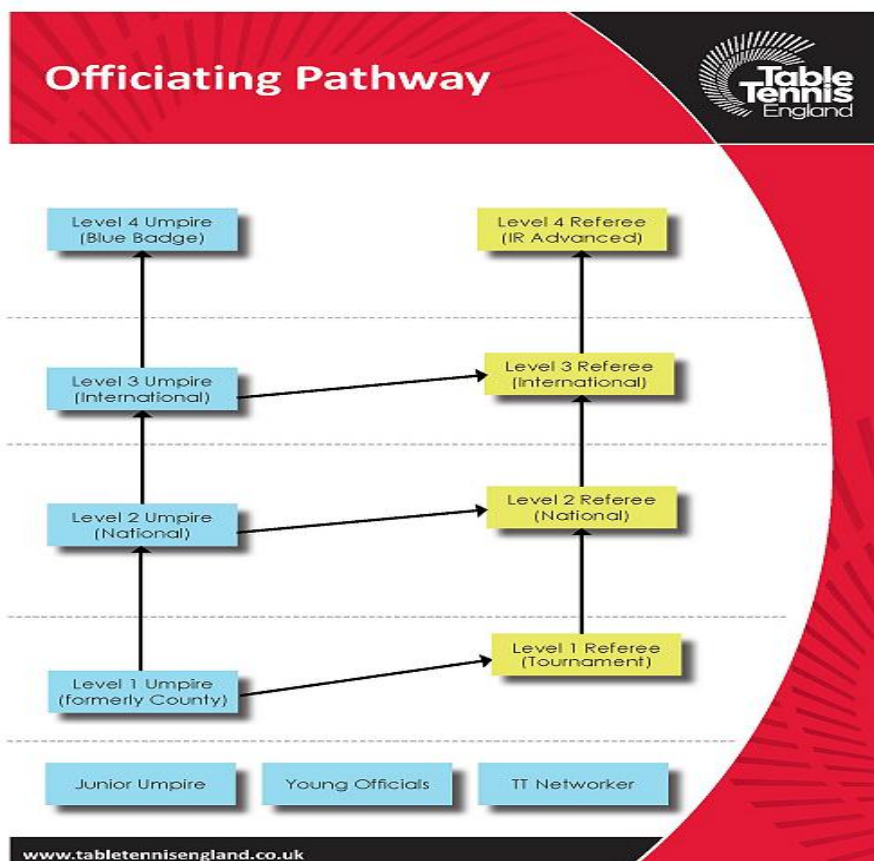 Officiating Pathway
Table
Tennis
England
Level 4 Umpire
(Blue Badge)
Level 4 Referee
(IR Advanced)
Level 3 Umpire
(International)
Level 3 Referee
(International)
Level 2 Umpire
(National)
Level 2 Referee
(National)
Level 1 Umpire
(formerly County)
Level 1 Referee
(Tournament)
Junior Umpire
Young Officials
TT Networker
www.tabletennisengland.co.uk